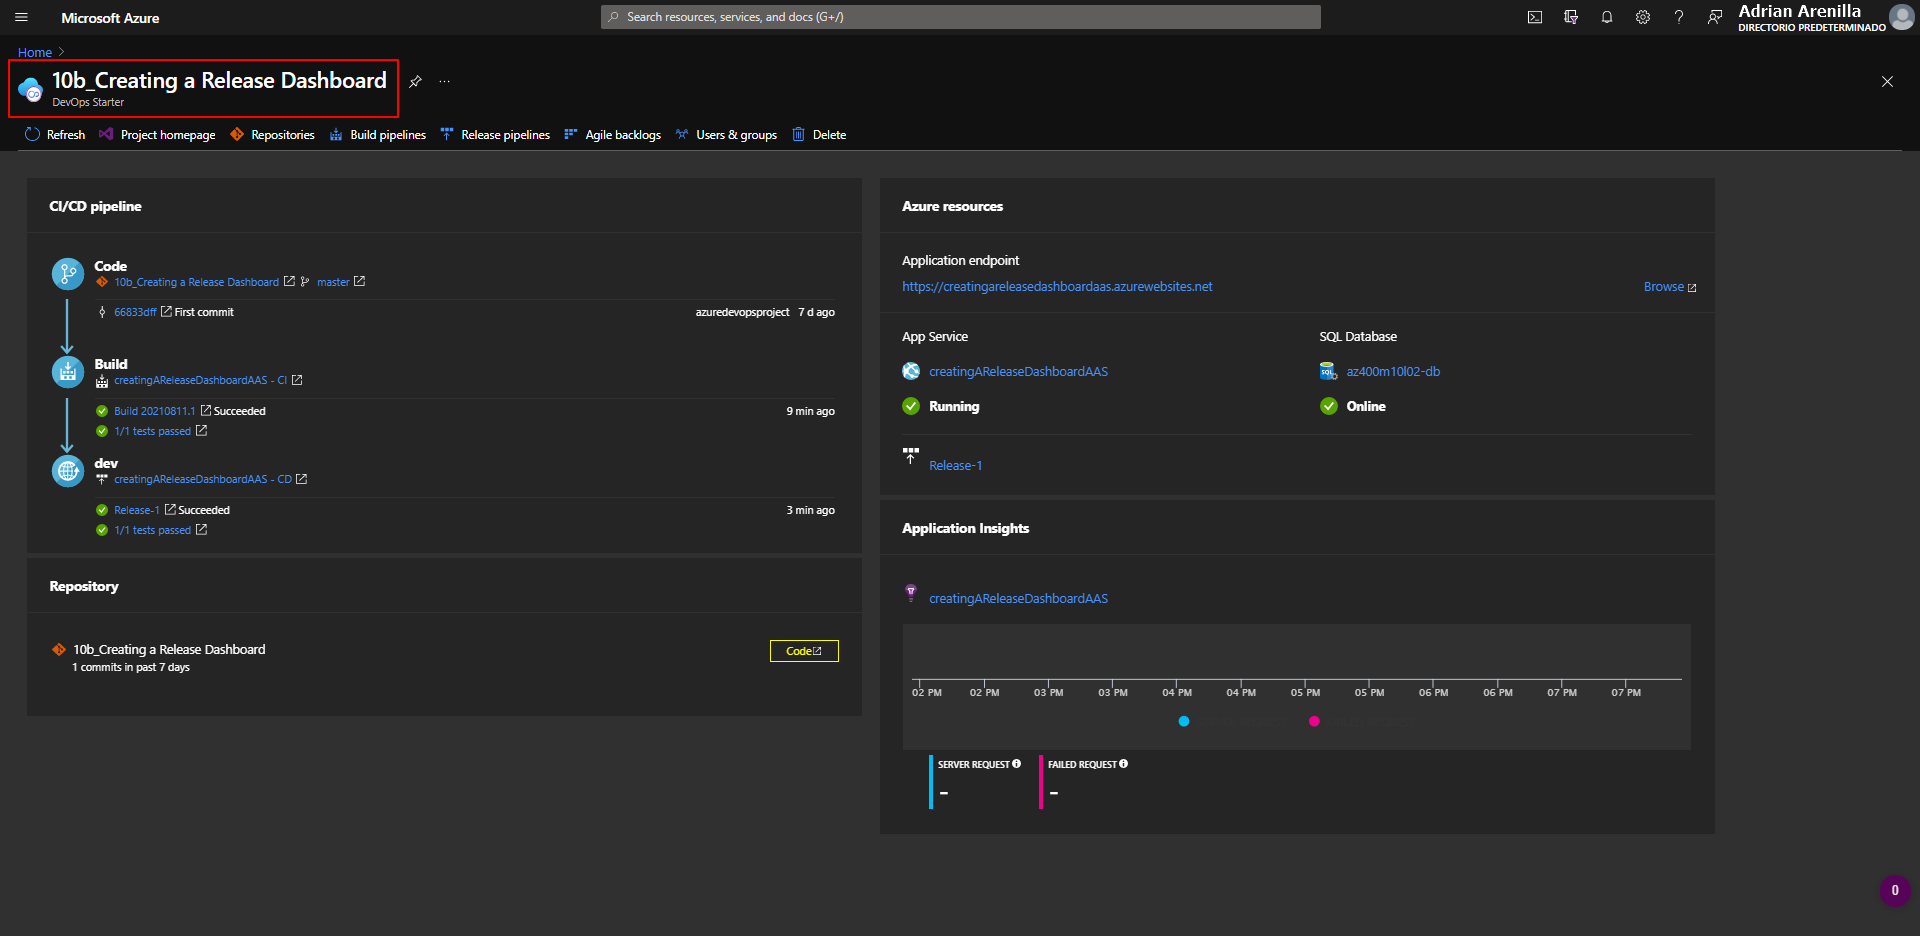 Microsoft Azure
Search resources, services, and docs (G+/)
Adrian Arenilla
DIRECTORIO PREDETERMINADO
Home
10b_Creating a Release Dashboard
DevOps Starter
Refresh
Project homepage
Repositories
Build pipelines
Release pipelines
Agile backlogs
Users & groups
Delete
CI/CD pipeline
Code
10b_Creating a Release Dashboard master
66833dff First commit azuredevopsproject 7 d ago
Build
creatingAReleaseDashboardAAS - CI
Build 20210811.1 Succeeded 9 min ago
1/1 tests passed
dev
creatingAReleaseDashboardAAS - CD
Release-1 Succeeded 3 min ago
1/1 tests passed
Repository
10b_Creating a Release Dashboard
1 commits in past 7 days
Code
Azure resources
Application endpoint
https://creatingareleasedashboardaas.azurewebsites.net Browse
App Service SQL Database
creatingAReleaseDashboardAAS az400m10l02-db
Running Online
Release-1
Application Insights
creatingAReleaseDashboardAAS
02 PM 02 PM 03 PM 03 PM 04 PM 04 PM 05 PM 05 PM 06 PM 06 PM 07 PM 07 PM
SERVER REQUEST FAILED REQUEST
- -
0